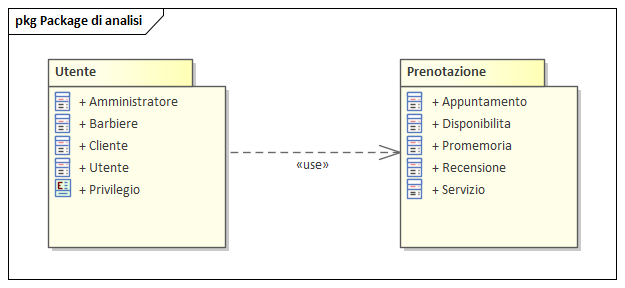 pkg Package di analisi
Utente
+ Amministratore
+ Barbiere
+ Cliente
+ Utente
+ Privilegio
«use»
Prenotazione
+ Appuntamento
+ Disponibilita
+ Promemoria
+ Recensione
+ Servizio